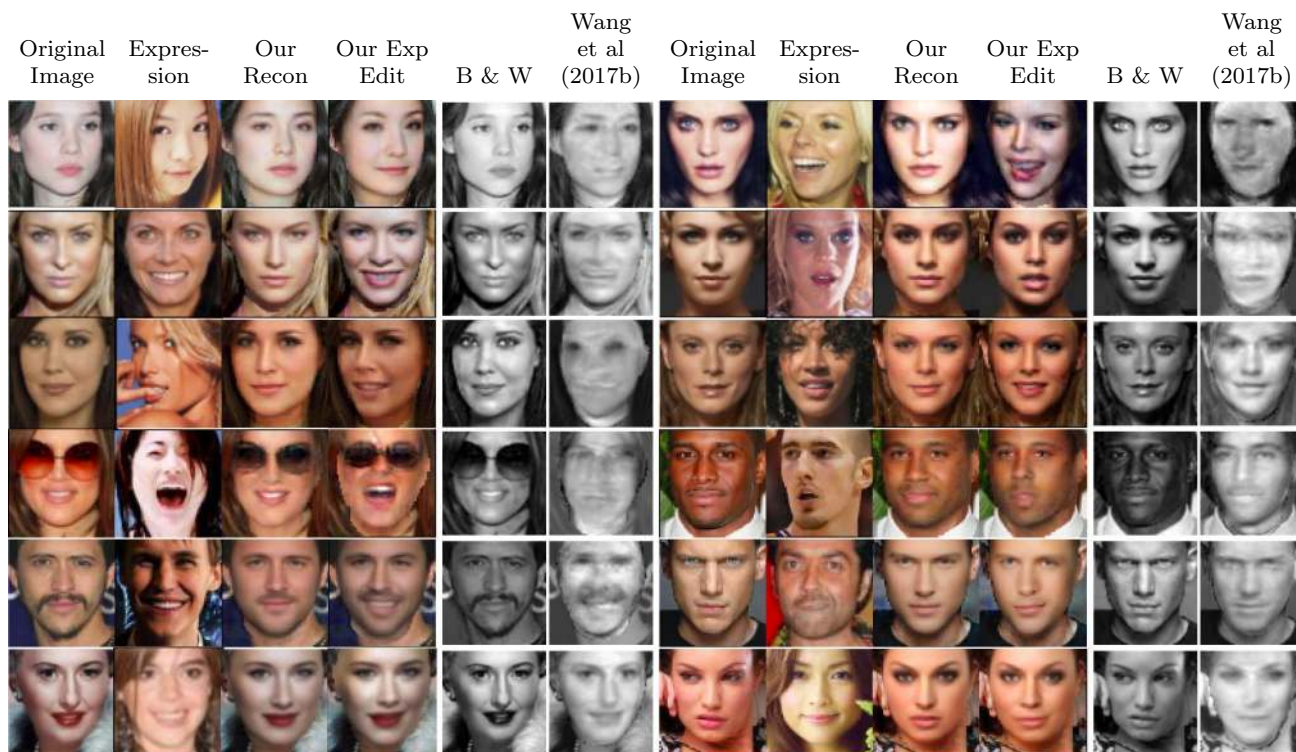 Original Image
Expres-sion
Our Recon
Our Exp Edit
B & W
Wang et al (2017b)
Original Image
Expres-sion
Our Recon
Our Exp Edit
B & W
Wang et al (2017b)